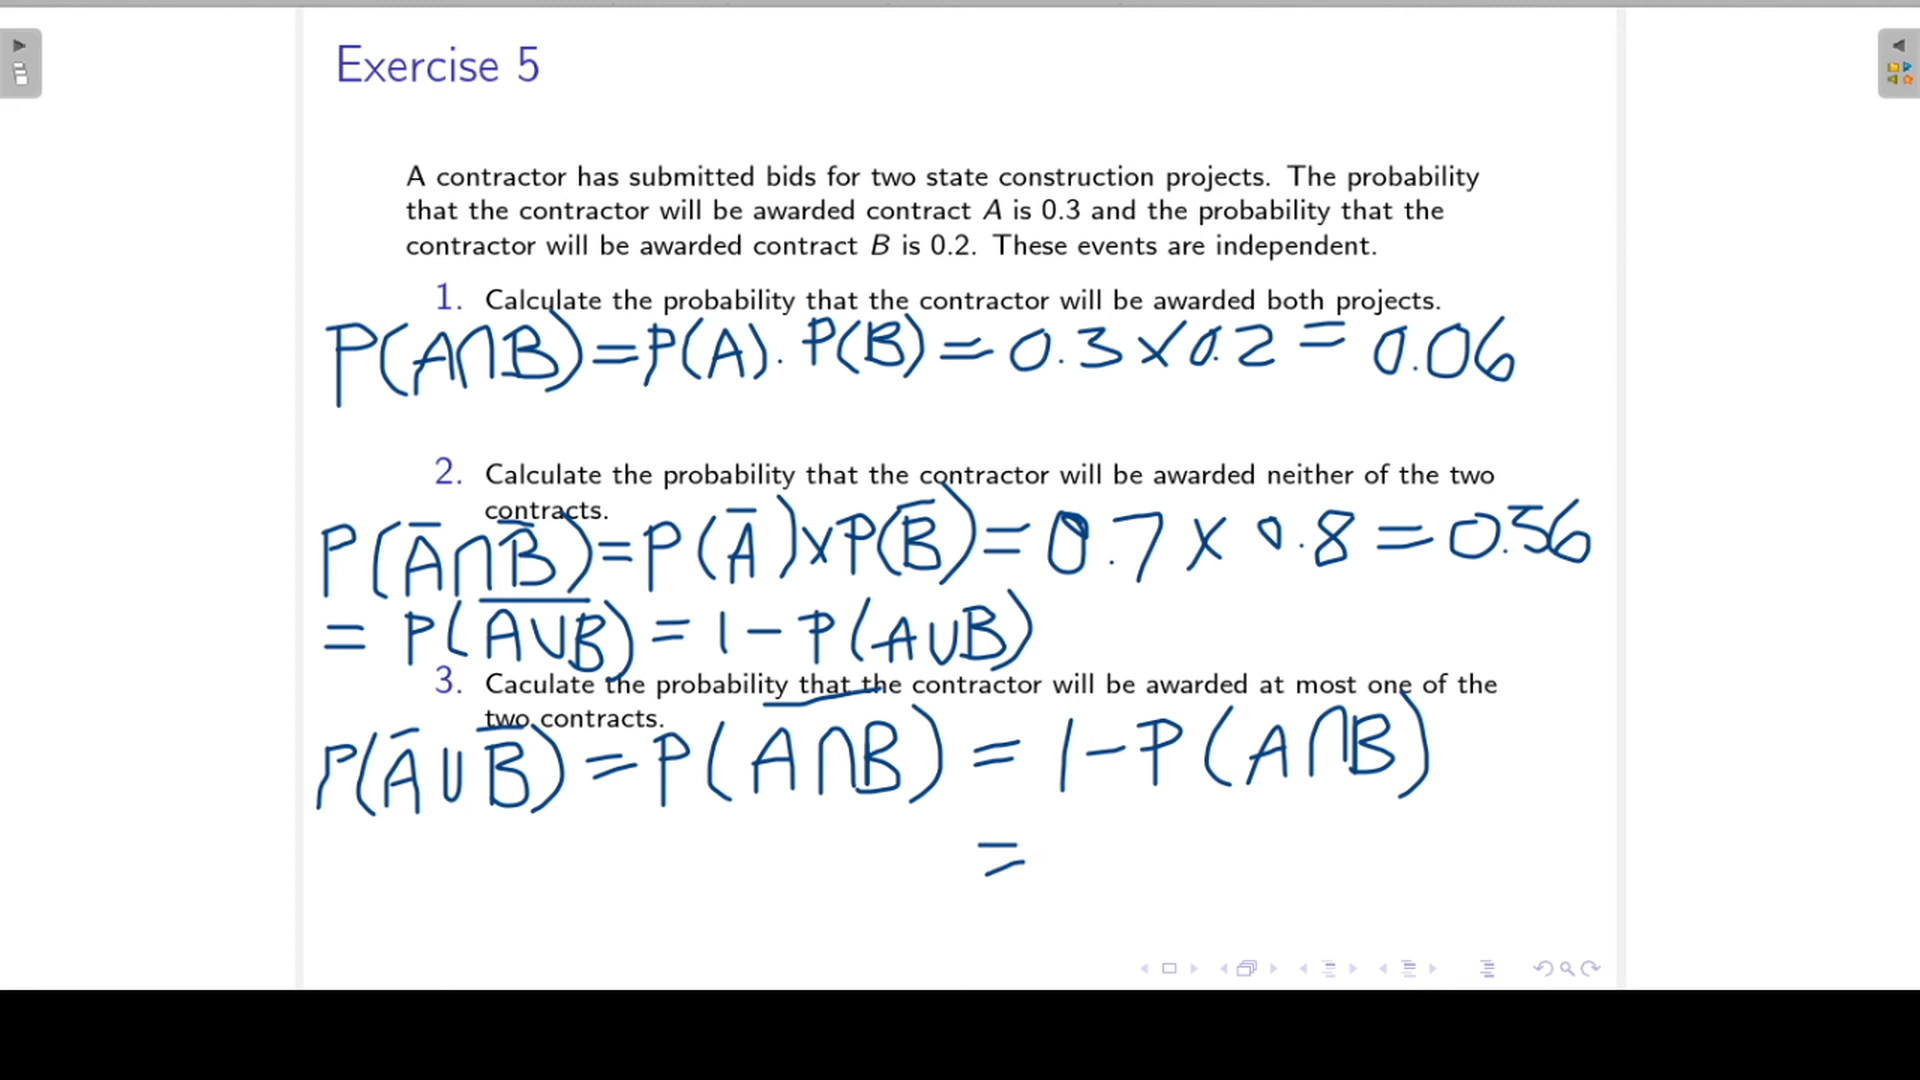 Exercise 5
A contractor has submitted bids for two state construction projects. The probability
that the contractor will be awarded contract A is 0.3 and the probability that the
contractor will be awarded contract B is 0.2. These events are independent.
1. Calculate the probability that the contractor will be awarded both projects.
P(A∩B)=P(A).P(B)=0.3×0.2=0.06
2. Calculate the probability that the contractor will be awarded neither of the two
contracts.
P(A̅∩B̅)=P(A̅)×P(B̅)=0.7×0.8=0.56
=P(A̅∪̅B̅)=1-P(A∪B)
3. Caculate the probability that the contractor will be awarded at most one of the
two contracts.
P(A̅∪B̅)=P(A̅∩̅B̅)=1-P(A∩B)
=